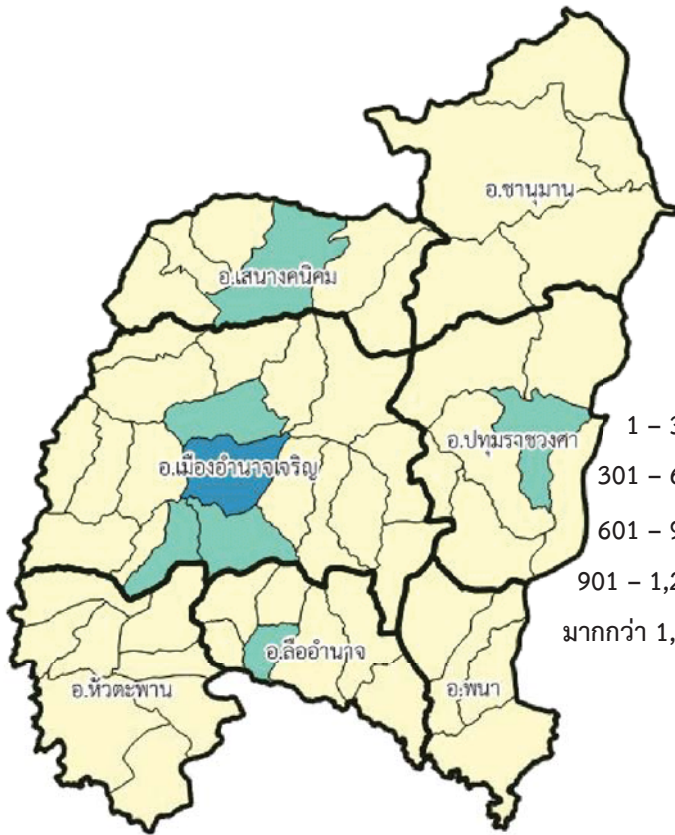 อ.ชานุมาน
อ.เสนางคนิคม
อ.ปทุมราชวงศา
อ.เมืองอำนาจเจริญ
อ.ลืออำนาจ
อ.หัวตะพาน
อ.พนา
1 – 3
301 – 6
601 – 9
901 – 1,2
มากกว่า 1,